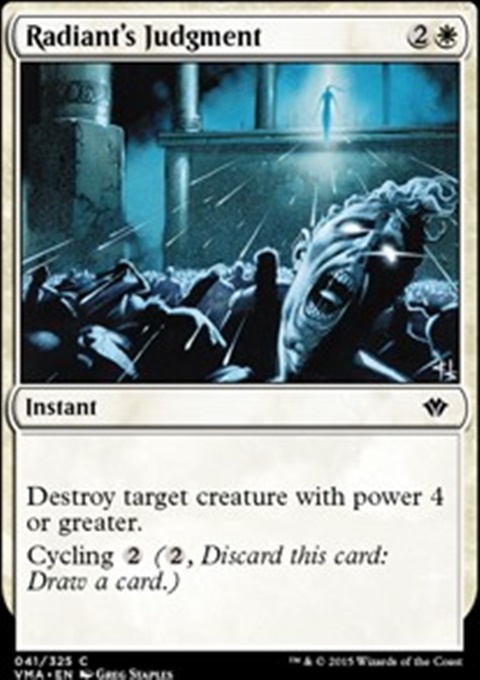 Radiant's Judgment 2
Instant
Destroy target creature with power 4
or greater.
Cycling 2 (2, Discard this card:
Draw a card.)
041/325 C
VMA • EN Greg Staples
™ & © 2015 Wizards of the Coast